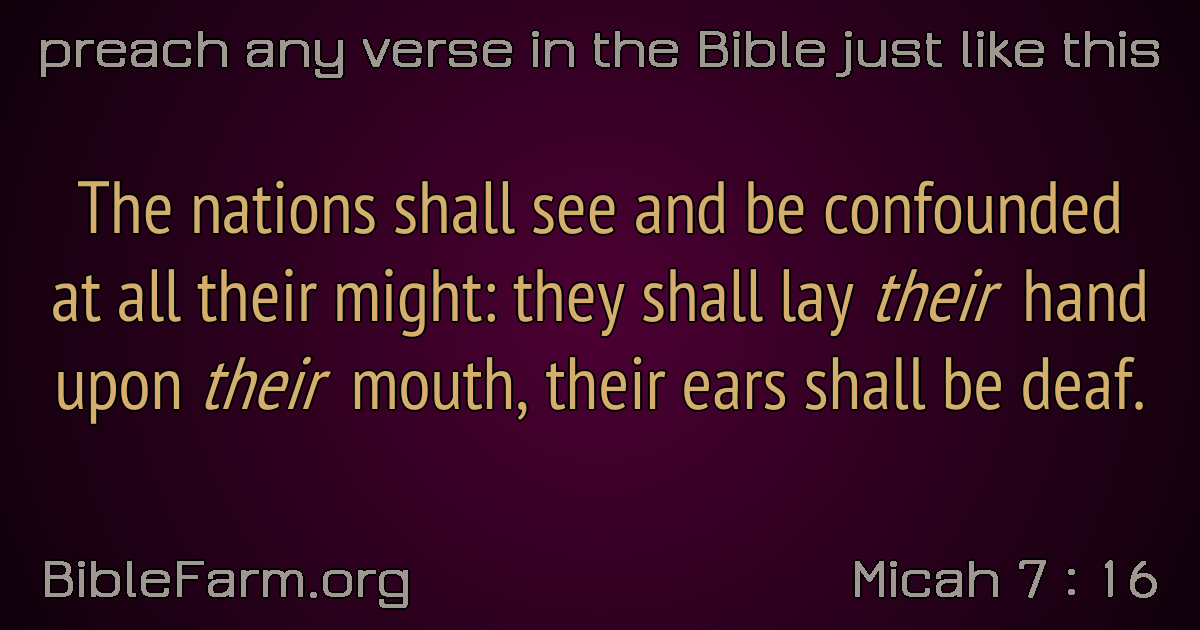 preach any verse in the Bible just like this
The nations shall see and be confounded
at all their might: they shall lay their hand
upon their mouth, their ears shall be deaf.
BibleFarm.org
Micah 7 : 16